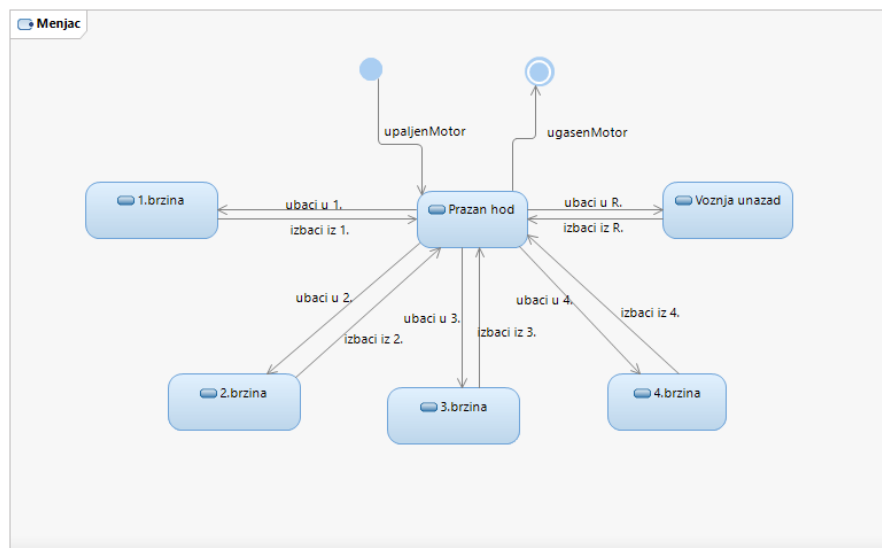 Menjac
upaljenMotor
ugasenMotor
1.brzina
ubaci u 1.
izbaci iz 1.
Prazan hod
ubaci u R.
izbaci iz R.
Voznja unazad
ubaci u 2.
izbaci iz 2.
ubaci u 3.
izbaci iz 3.
ubaci u 4.
izbaci iz 4.
2.brzina
3.brzina
4.brzina